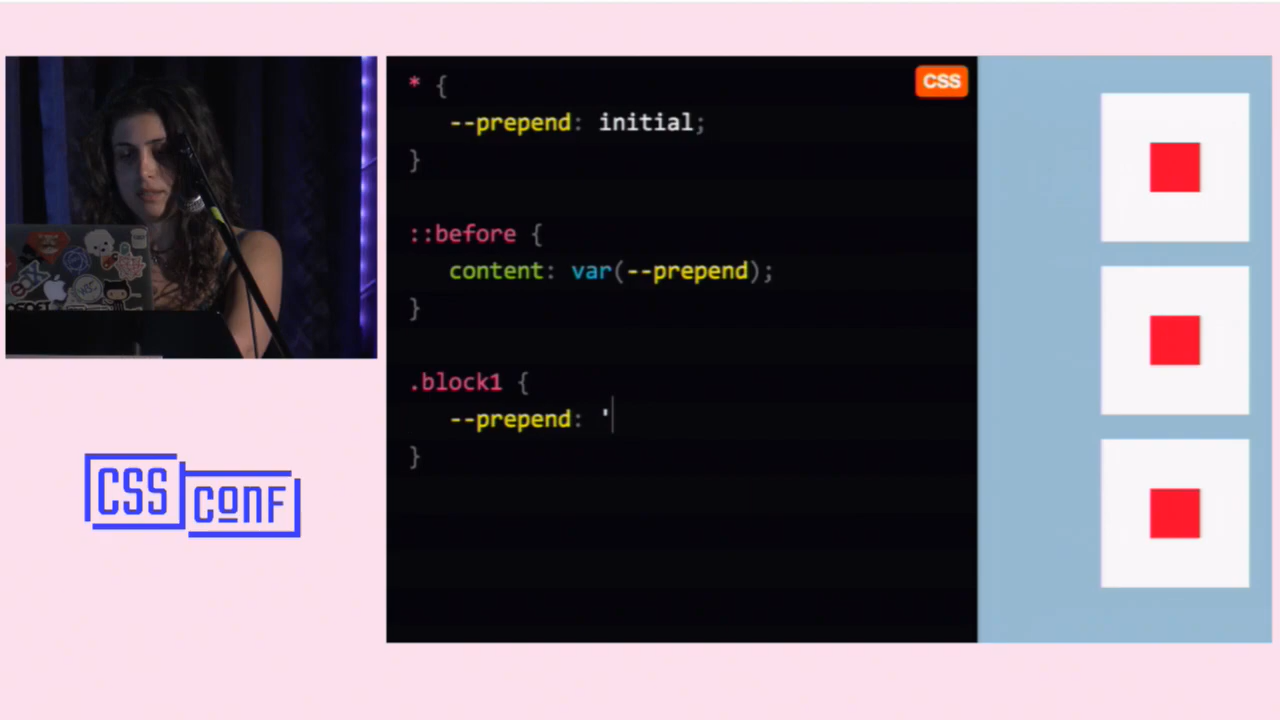 * {
--prepend: initial;
}
::before {
content: var(--prepend);
}
.block1 {
--prepend: '
}
CSS
CSS
CONF